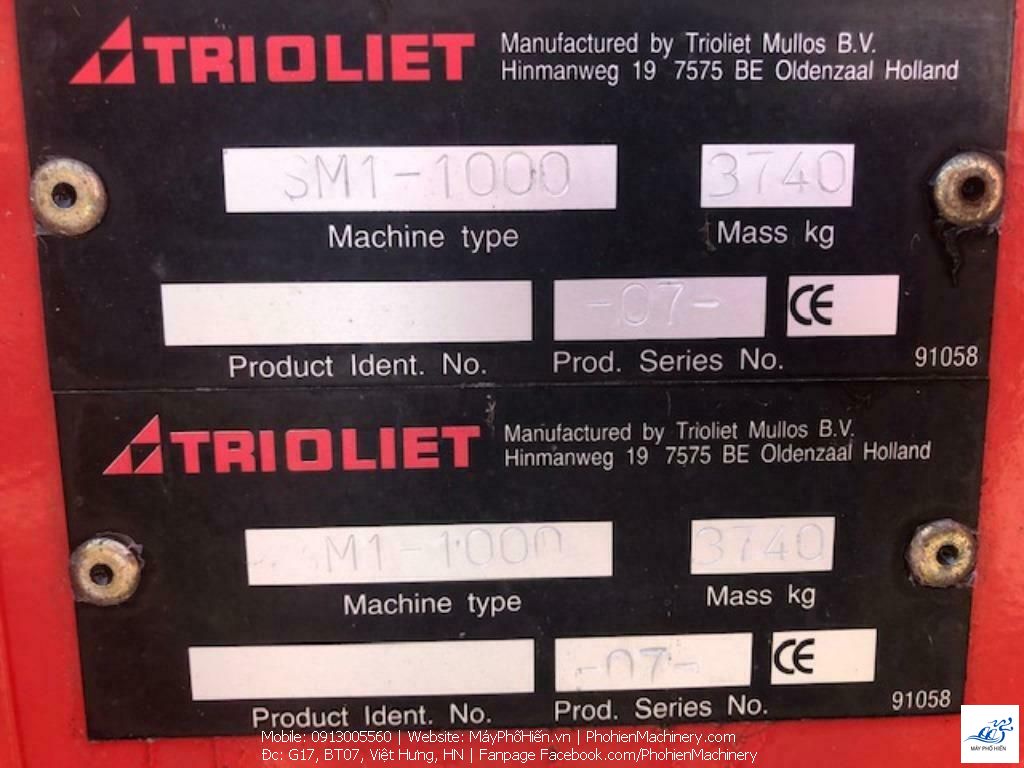 TRIOLIET
Manufactured by Trioliet Mullos B.V.
Hinmanweg 19 7575 BE Oldenzaal Holland
SM1-1000
3740
Machine type
Mass kg
-07-
CE
Product Ident. No.
Prod. Series No.
91058
TRIOLIET
Manufactured by Trioliet Mullos B.V.
Hinmanweg 19 7575 BE Oldenzaal Holland
SM1-1000
3740
Machine type
Mass kg
-07-
CE
Product Ident. No.
Prod. Series No.
91058
Mobile: 0913005560 | Website: MáyPhốHiến.vn | PhohienMachinery.com
Đc: G17, BT07, Việt Hưng, HN | Fanpage Facebook.com/PhohienMachinery
MÁY PHỐ HIẾN